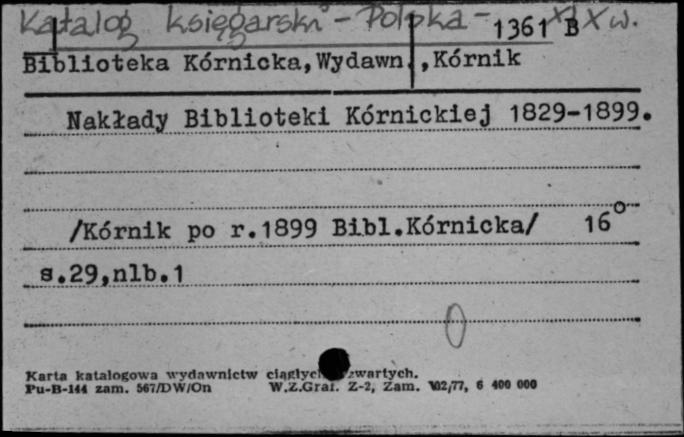 Katalog księgarski - Polska - XIX w.
1361 B
Biblioteka Kórnicka, Wydawn., Kórnik
Nakłady Biblioteki Kórnickiej 1829-1899.
/Kórnik po r.1899 Bibl.Kórnicka/ 16°
s.29,nlb.1
Karta katalogowa wydawnictw zwartych.
Pu-B-144 zam. 567/DW/On W.Z.Graf. Z-2, Zam. 102/77, 6 400 000